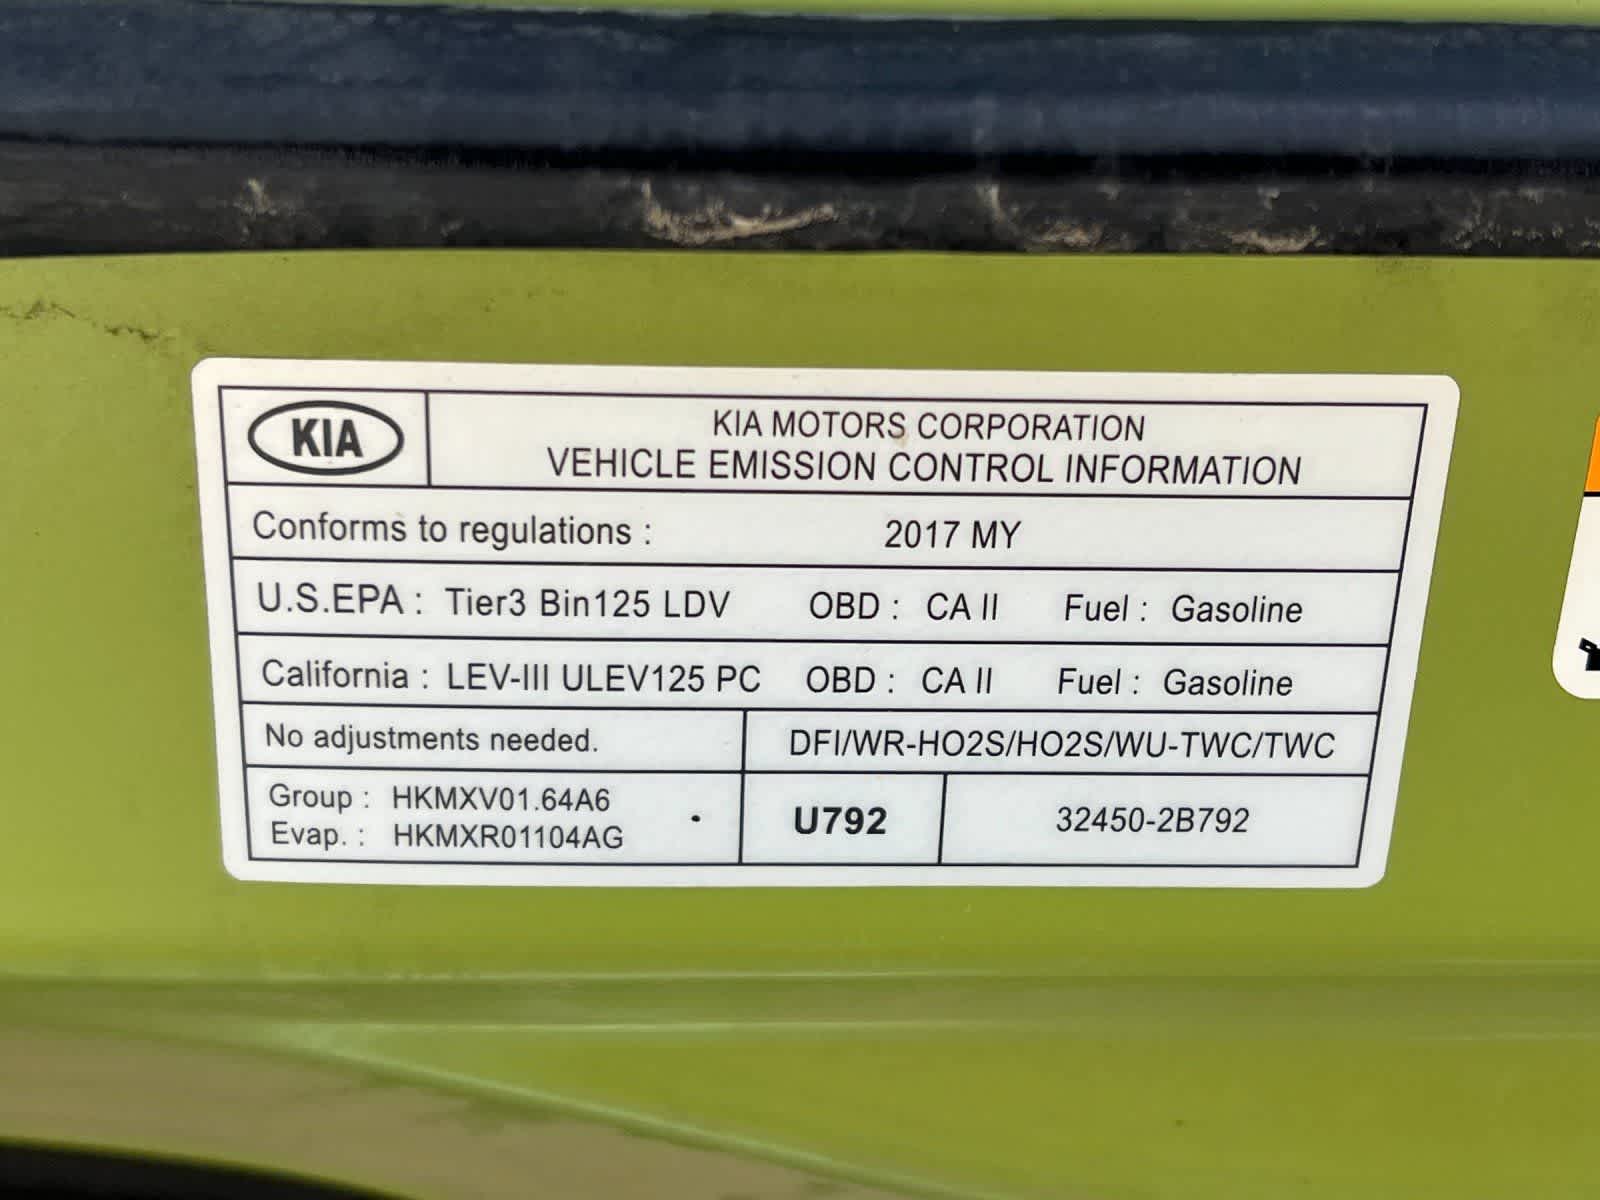 KIA
KIA MOTORS CORPORATION
VEHICLE EMISSION CONTROL INFORMATION
Conforms to regulations : 2017 MY
U.S.EPA : Tier3 Bin125 LDV OBD : CA II Fuel : Gasoline
California : LEV-III ULEV125 PC OBD : CA II Fuel : Gasoline
No adjustments needed. DFI/WR-HO2S/HO2S/WU-TWC/TWC
Group : HKMXV01.64A6
Evap. : HKMXR01104AG
U792
32450-2B792